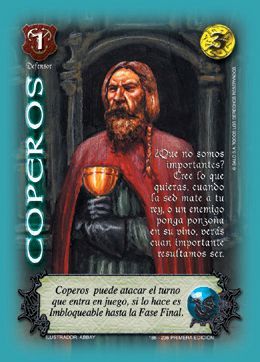 1
3
Defensor
COPEROS
¿Que no somos
importantes?
Cree lo que
quieras, cuando
la sed mate a tu
rey, o un enemigo
ponga ponzoña
en su vino, verás
cuan importante
resultamos ser.
Coperos puede atacar el turno
que entra en juego, si lo hace es
Imbloqueable hasta la Fase Final.
ILUSTRADOR: ABBAY
PRIMERA EDICION